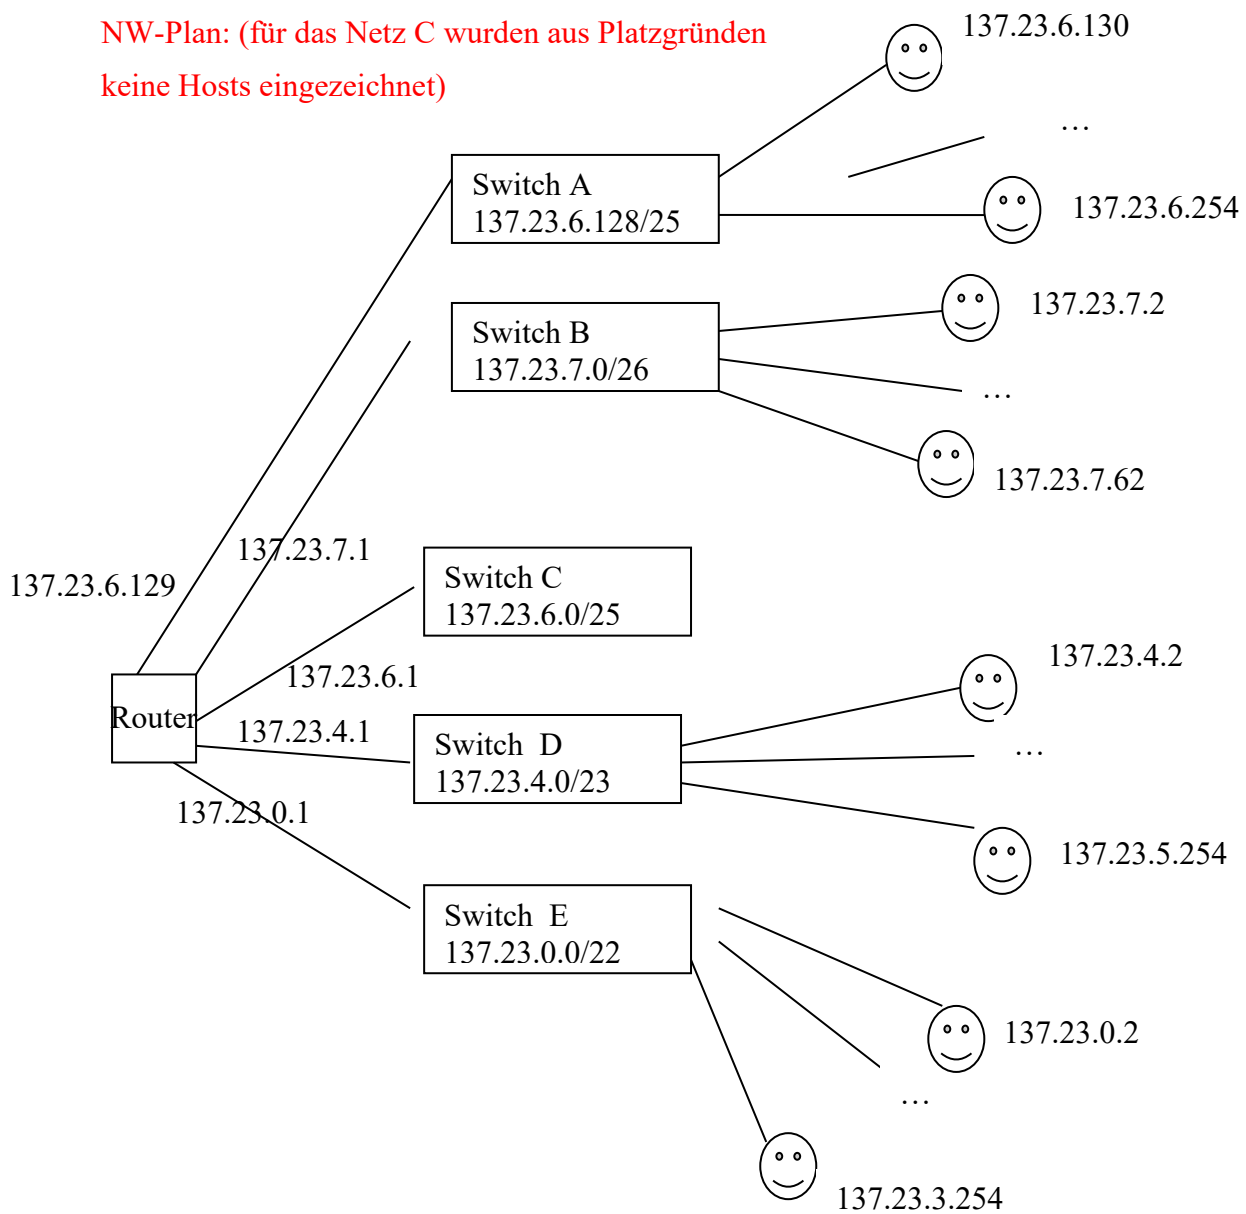 NW-Plan: (für das Netz C wurden aus Platzgründen
keine Hosts eingezeichnet)
137.23.6.130
…
Switch A
137.23.6.128/25
137.23.6.254
137.23.7.2
Switch B
137.23.7.0/26
…
137.23.7.62
137.23.7.1
137.23.6.129
Switch C
137.23.6.0/25
137.23.6.1
137.23.4.2
Router
137.23.4.1
Switch  D
137.23.4.0/23
…
137.23.0.1
137.23.5.254
Switch  E
137.23.0.0/22
137.23.0.2
…
137.23.3.254